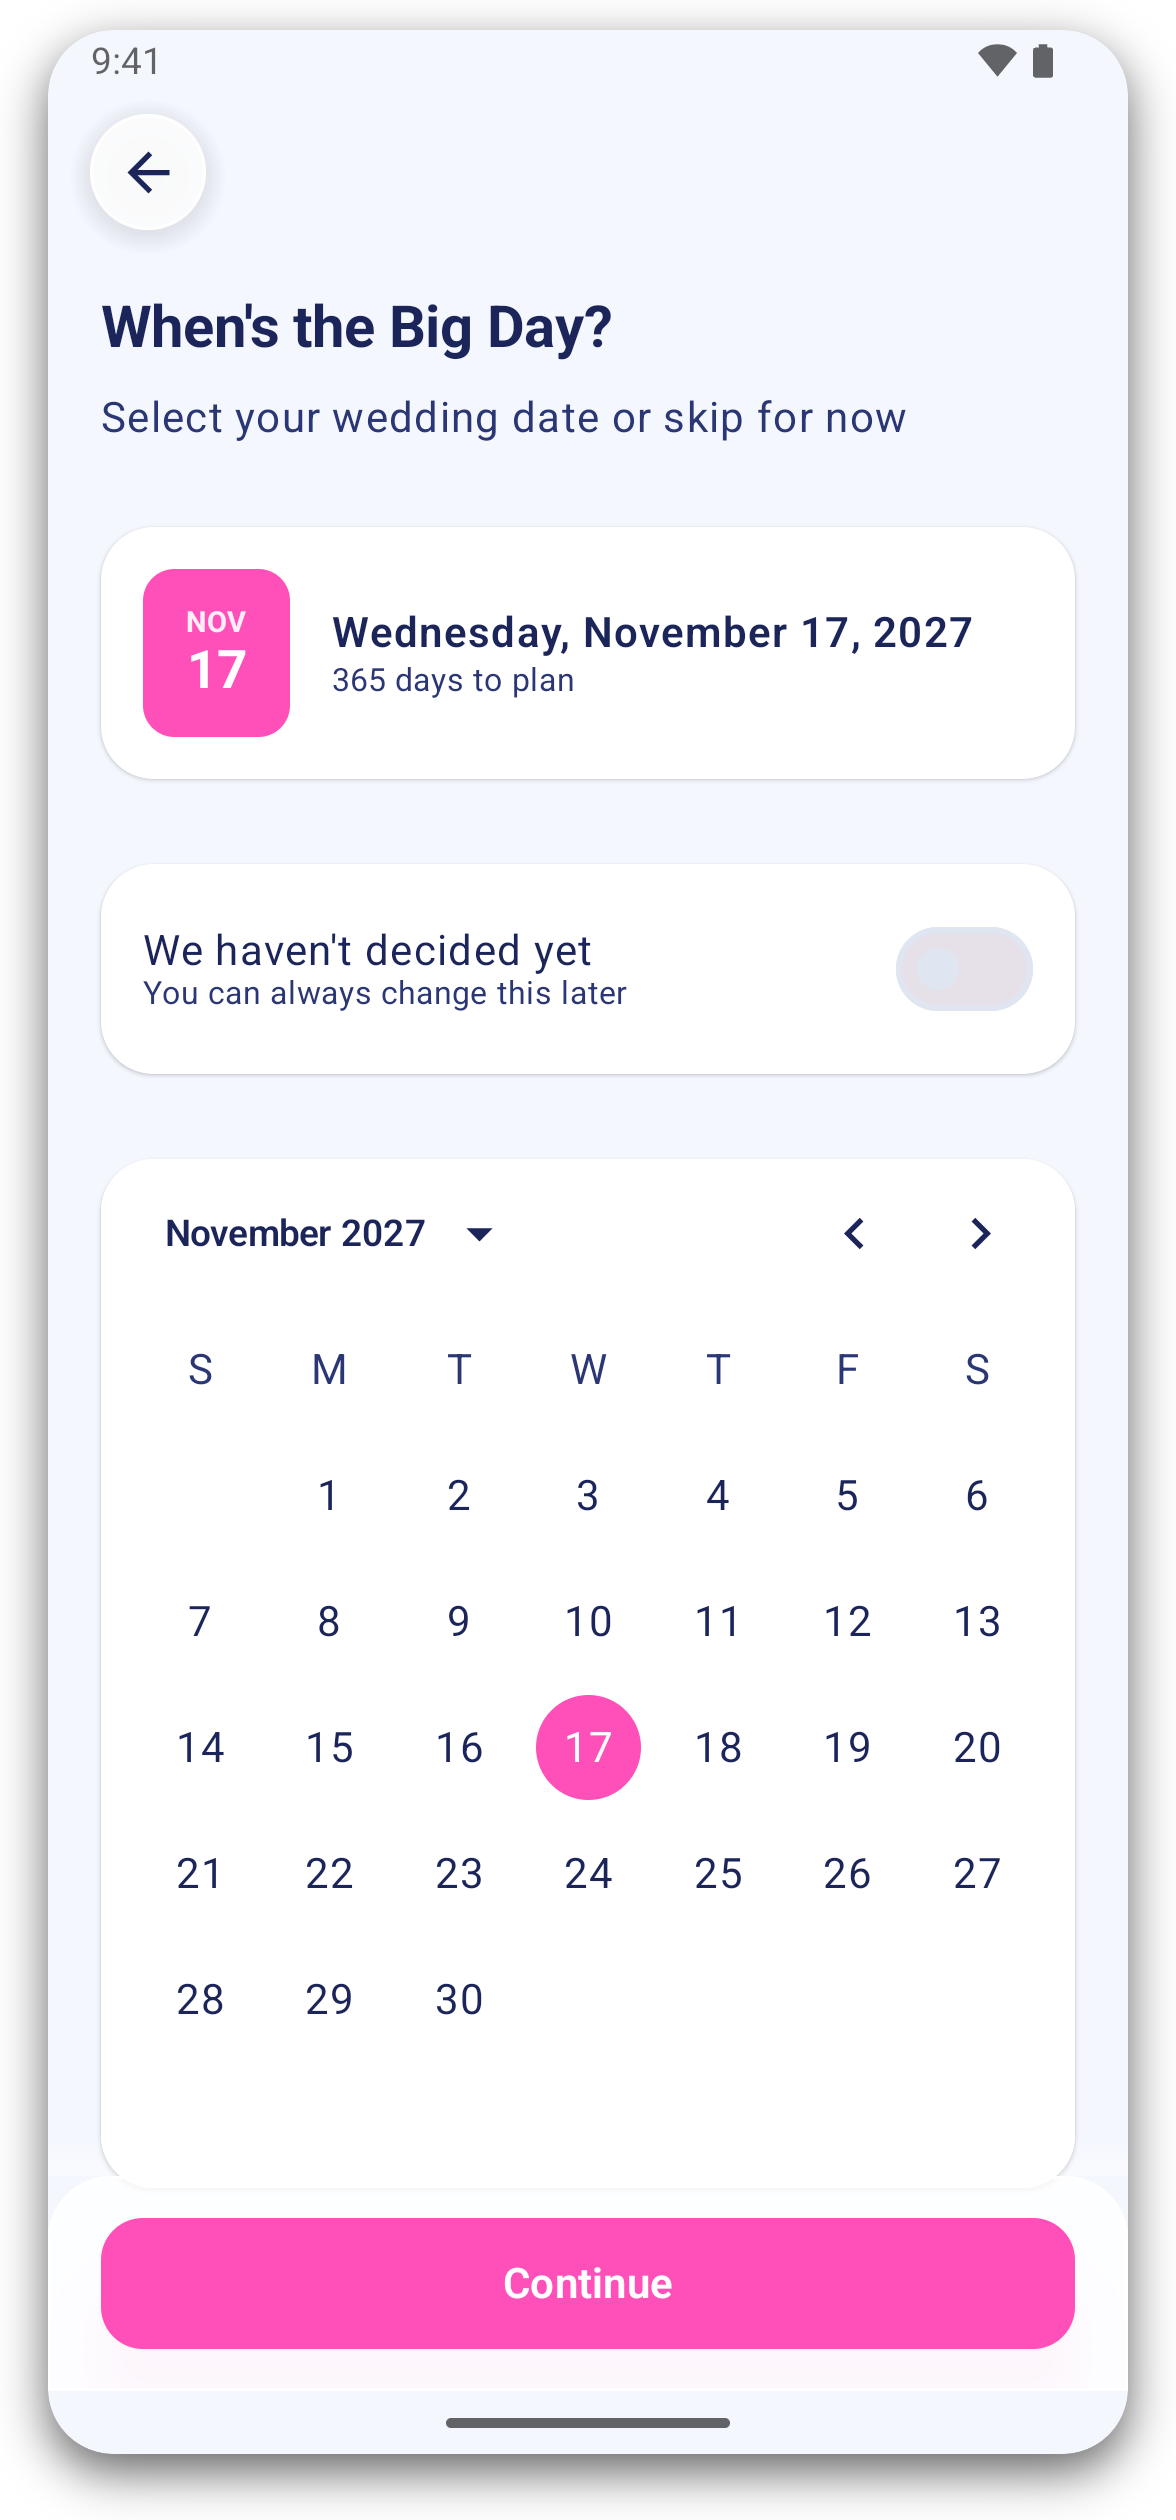 9:41
When's the Big Day?
Select your wedding date or skip for now
NOV
17
Wednesday, November 17, 2027
365 days to plan
We haven't decided yet
You can always change this later
November 2027
S M T W T F S
1 2 3 4 5 6
7 8 9 10 11 12 13
14 15 16 17 18 19 20
21 22 23 24 25 26 27
28 29 30
Continue